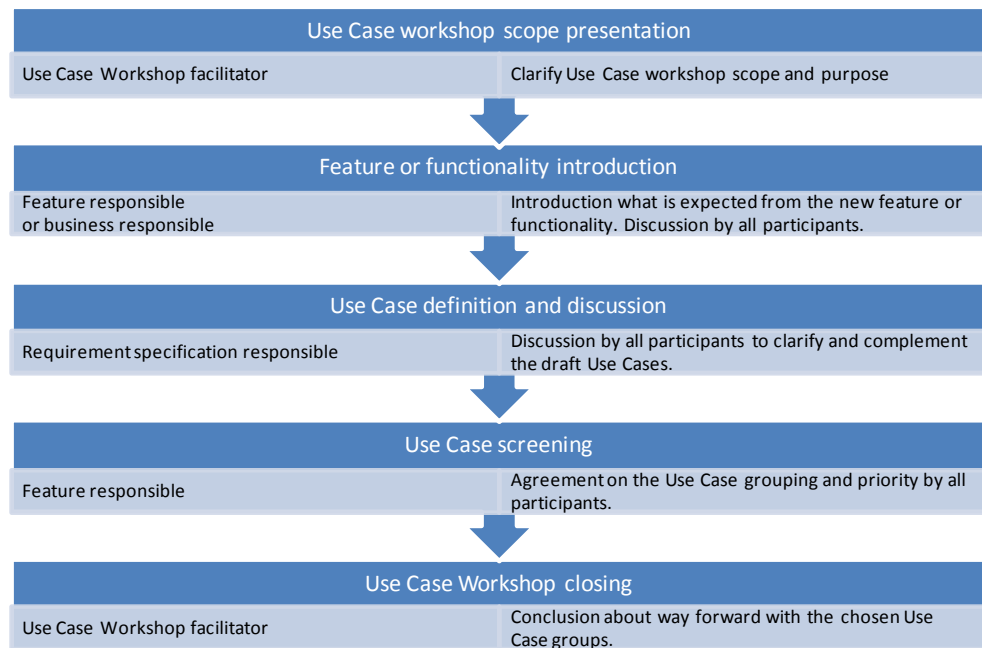 Use Case workshop scope presentation
Use Case Workshop facilitator
Clarify Use Case workshop scope and purpose
Feature or functionality introduction
Feature responsible
or business responsible
Introduction what is expected from the new feature or
functionality. Discussion by all participants.
Use Case definition and discussion
Requirement specification responsible
Discussion by all participants to clarify and complement
the draft Use Cases.
Use Case screening
Feature responsible
Agreement on the Use Case grouping and priority by all
participants.
Use Case Workshop closing
Use Case Workshop facilitator
Conclusion about way forward with the chosen Use
Case groups.